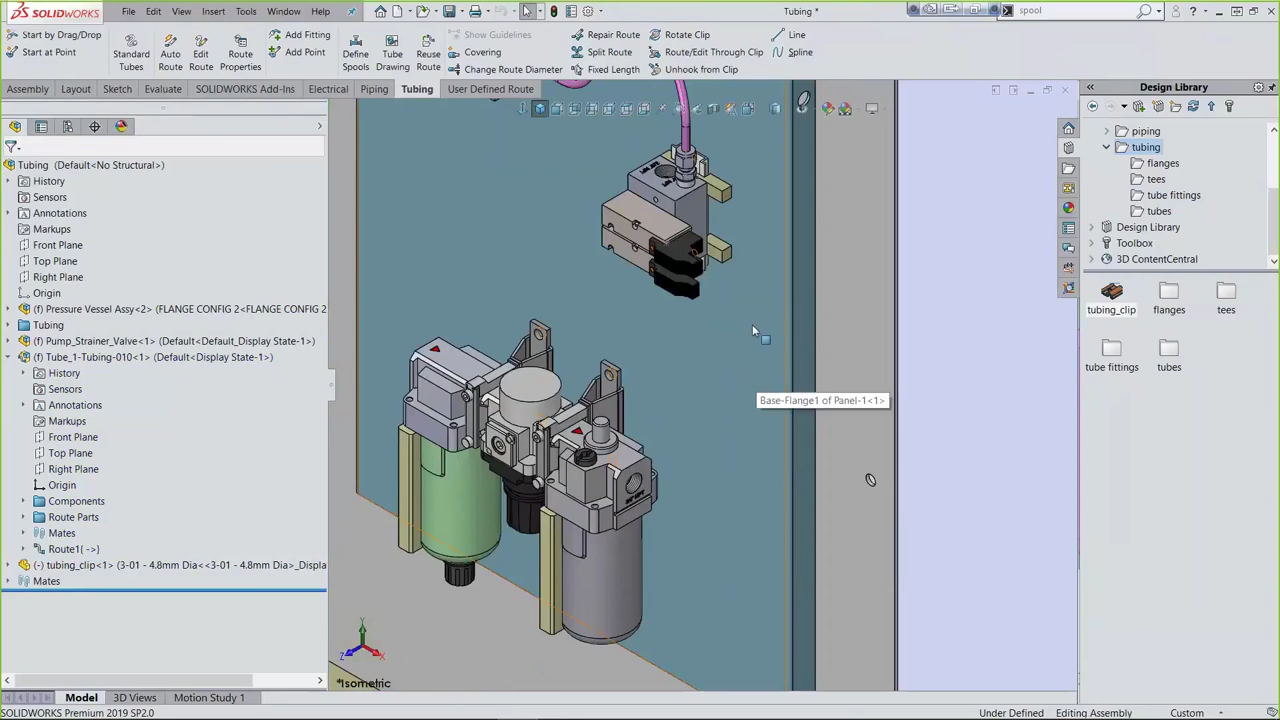 SOLIDWORKS
File Edit View Insert Tools Window Help
Tubing *
spool
Start by Drag/Drop
Start at Point
Standard Tubes
Auto Route
Edit Route
Route Properties
Add Fitting
Add Point
Define Spools
Tube Drawing
Reuse Route
Show Guidelines
Covering
Change Route Diameter
Repair Route
Split Route
Fixed Length
Rotate Clip
Route/Edit Through Clip
Unhook from Clip
Line
Spline
Assembly Layout Sketch Evaluate SOLIDWORKS Add-Ins Electrical Piping Tubing User Defined Route
Tubing (Default<No Structural>)
History
Sensors
Annotations
Markups
Front Plane
Top Plane
Right Plane
Origin
(f) Pressure Vessel Assy<2> (FLANGE CONFIG 2<FLANGE CONFIG 2
Tubing
(f) Pump_Strainer_Valve<1> (Default<Default_Display State-1>)
(f) Tube_1-Tubing-010<1> (Default<Display State-1>)
History
Sensors
Annotations
Markups
Front Plane
Top Plane
Right Plane
Origin
Components
Route Parts
Mates
Route1( ->)
(-) tubing_clip<1> (3-01 - 4.8mm Dia<<3-01 - 4.8mm Dia>_Displa
Mates
Base-Flange1 of Panel-1<1>
*Isometric
Y
Z
X
Design Library
piping
tubing
flanges
tees
tube fittings
tubes
Design Library
Toolbox
3D ContentCentral
tubing_clip flanges tees
tube fittings tubes
Model 3D Views Motion Study 1
SOLIDWORKS Premium 2019 SP2.0
Under Defined Editing Assembly Custom